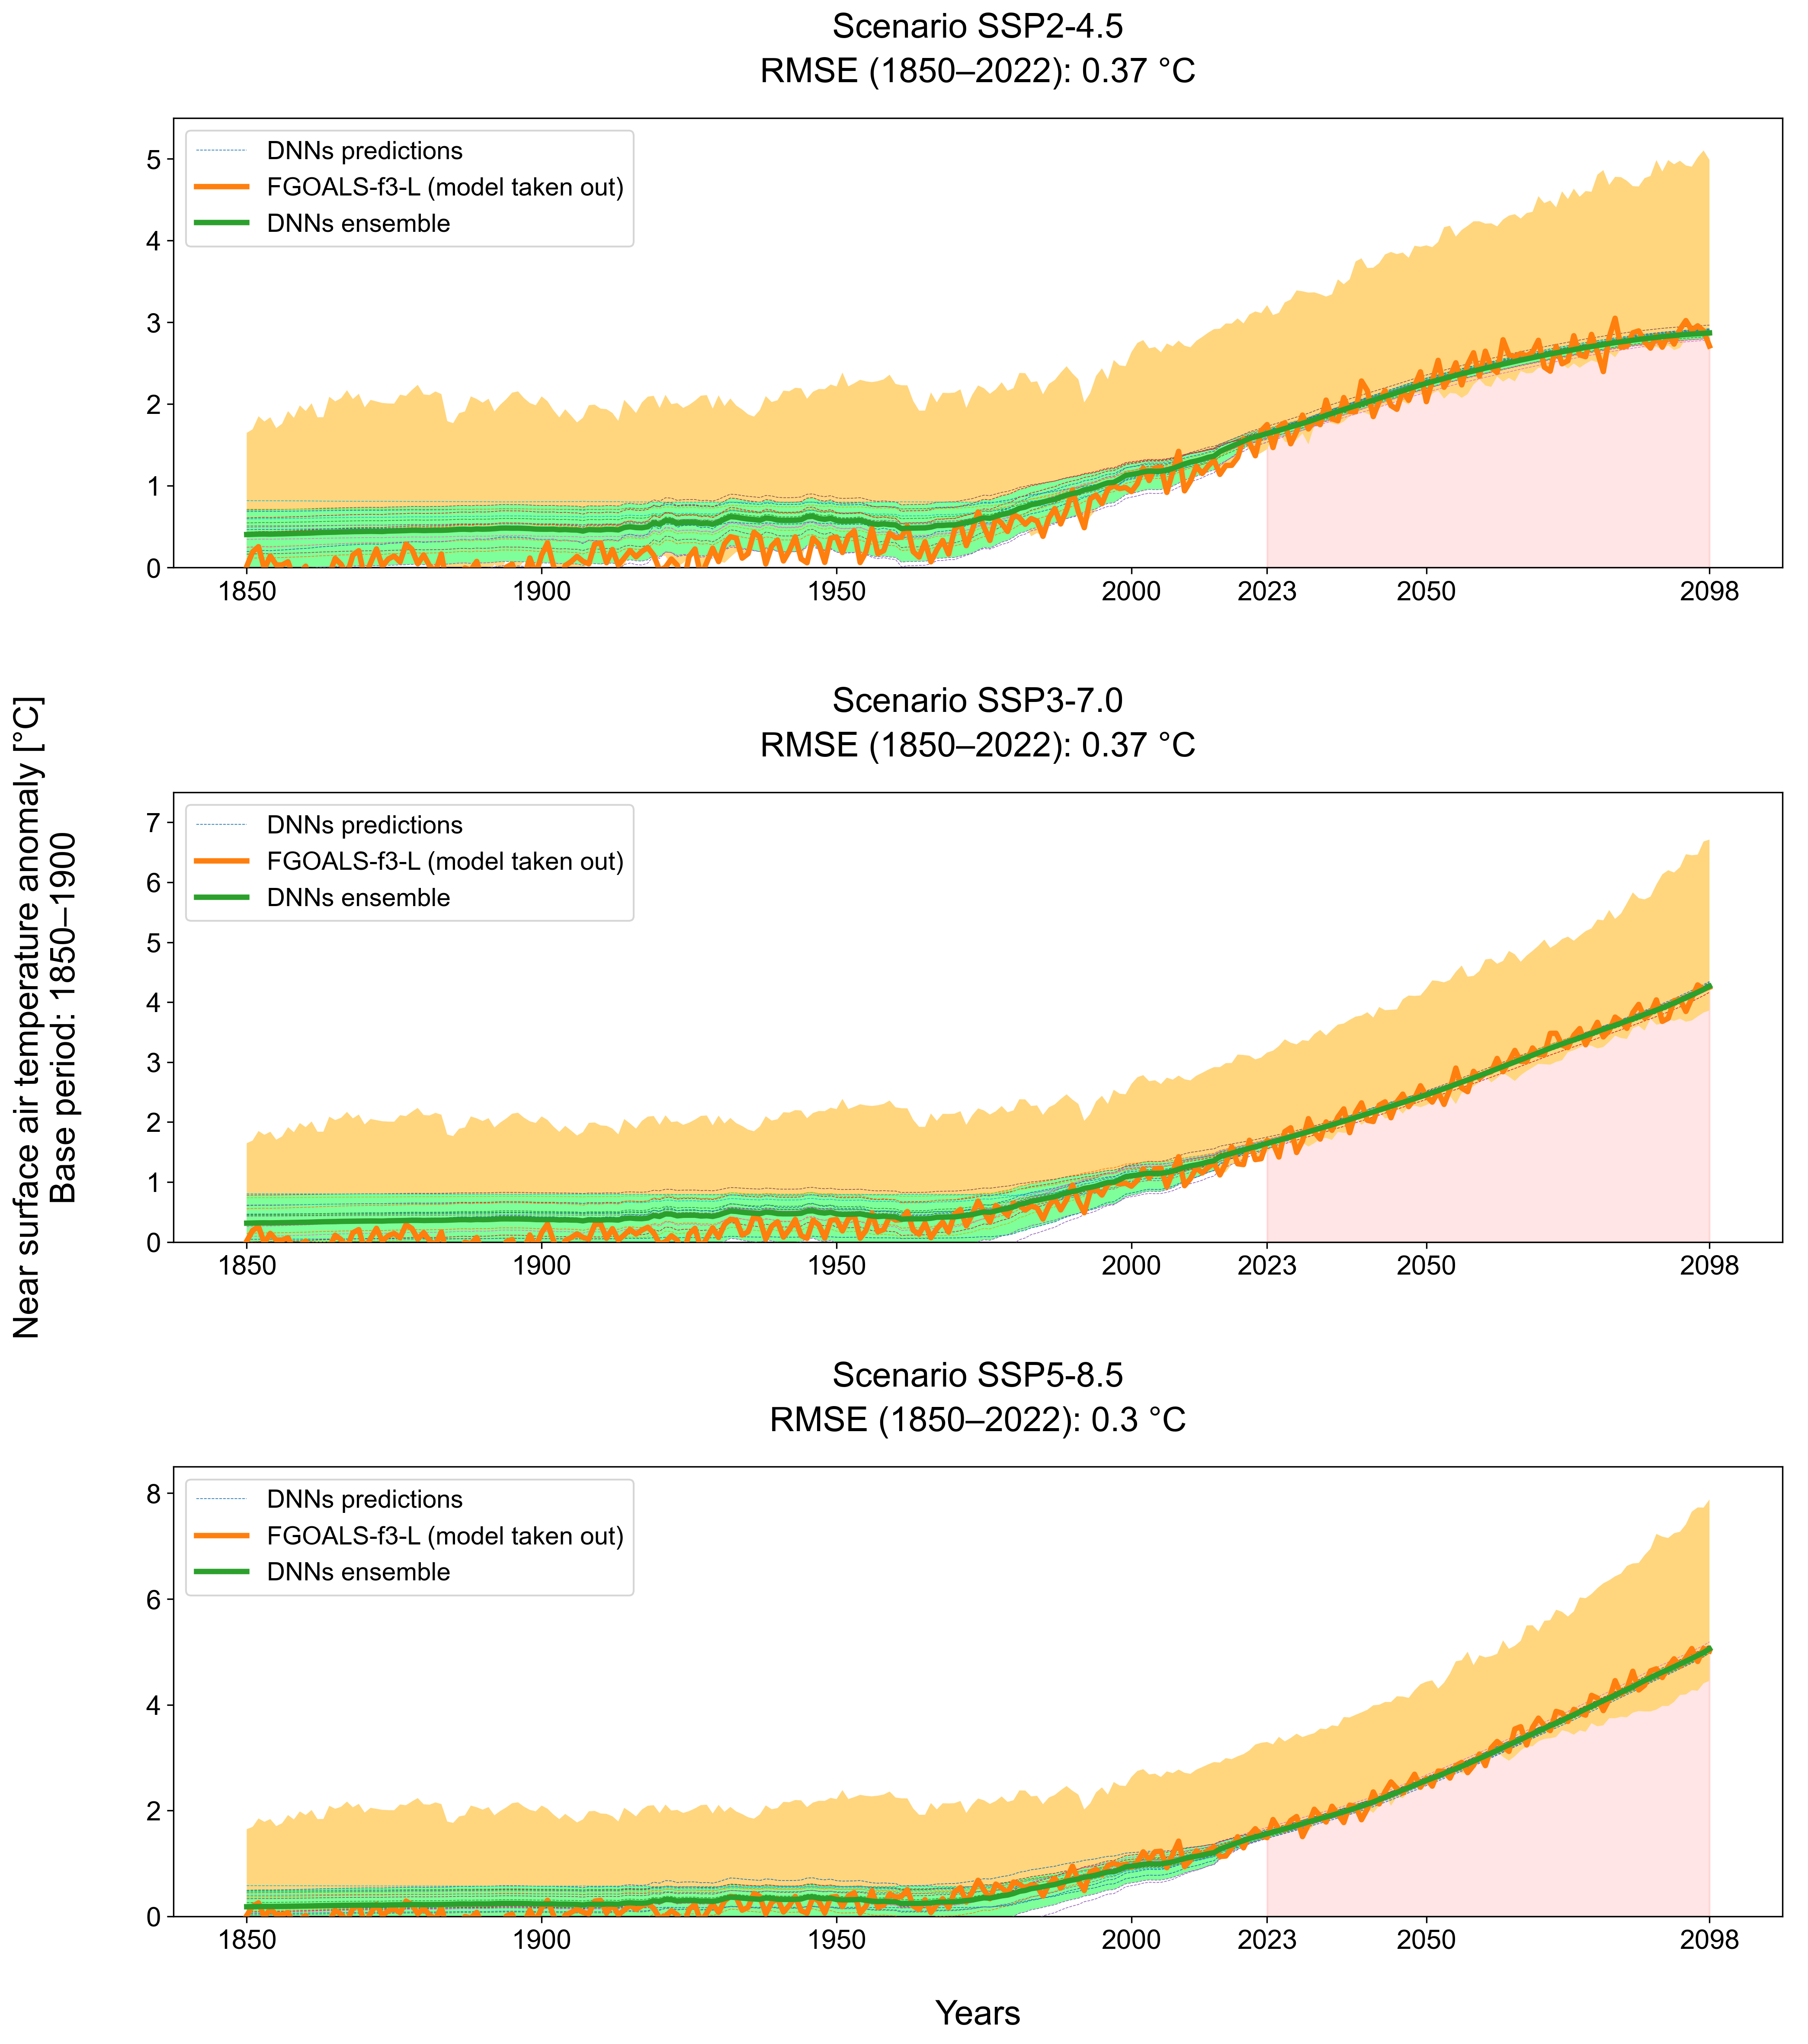 Scenario SSP2-4.5
RMSE (1850–2022): 0.37 °C
DNNs predictions
FGOALS-f3-L (model taken out)
DNNs ensemble
5
4
3
2
1
0
1850 1900 1950 2000 2023 2050 2098
Near surface air temperature anomaly [°C]
Base period: 1850–1900
Scenario SSP3-7.0
RMSE (1850–2022): 0.37 °C
DNNs predictions
FGOALS-f3-L (model taken out)
DNNs ensemble
7
6
5
4
3
2
1
0
1850 1900 1950 2000 2023 2050 2098
Scenario SSP5-8.5
RMSE (1850–2022): 0.3 °C
DNNs predictions
FGOALS-f3-L (model taken out)
DNNs ensemble
8
6
4
2
0
1850 1900 1950 2000 2023 2050 2098
Years